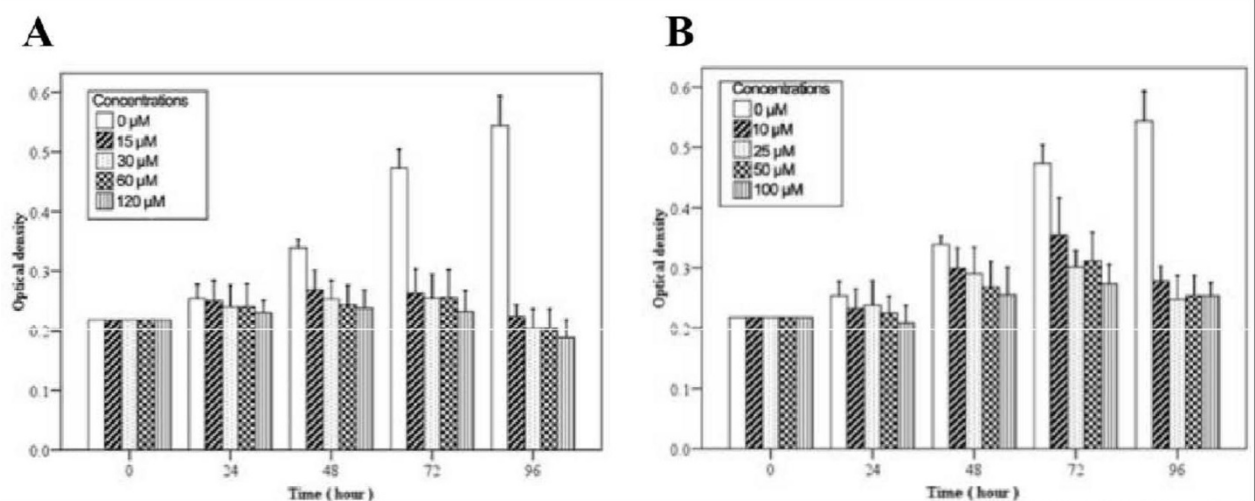 A
B
0.6
0.5
0.4
0.3
0.2
0.1
0.0
Optical density
Concentrations
0 µM
15 µM
30 µM
60 µM
120 µM
0
24
48
72
96
Time ( hour )
0.6
0.5
0.4
0.3
0.2
0.1
0.0
Optical density
Concentrations
0 µM
10 µM
25 µM
50 µM
100 µM
0
24
48
72
96
Time ( hour )